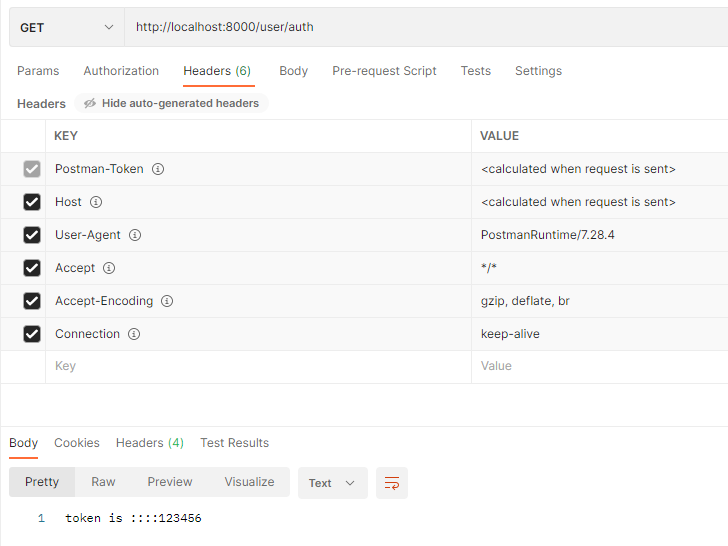 GET http://localhost:8000/user/auth
Params Authorization Headers (6) Body Pre-request Script Tests Settings
Headers Hide auto-generated headers
KEY VALUE
Postman-Token <calculated when request is sent>
Host <calculated when request is sent>
User-Agent PostmanRuntime/7.28.4
Accept */*
Accept-Encoding gzip, deflate, br
Connection keep-alive
Key Value
Body Cookies Headers (4) Test Results
Pretty Raw Preview Visualize Text
1 token is ::::123456